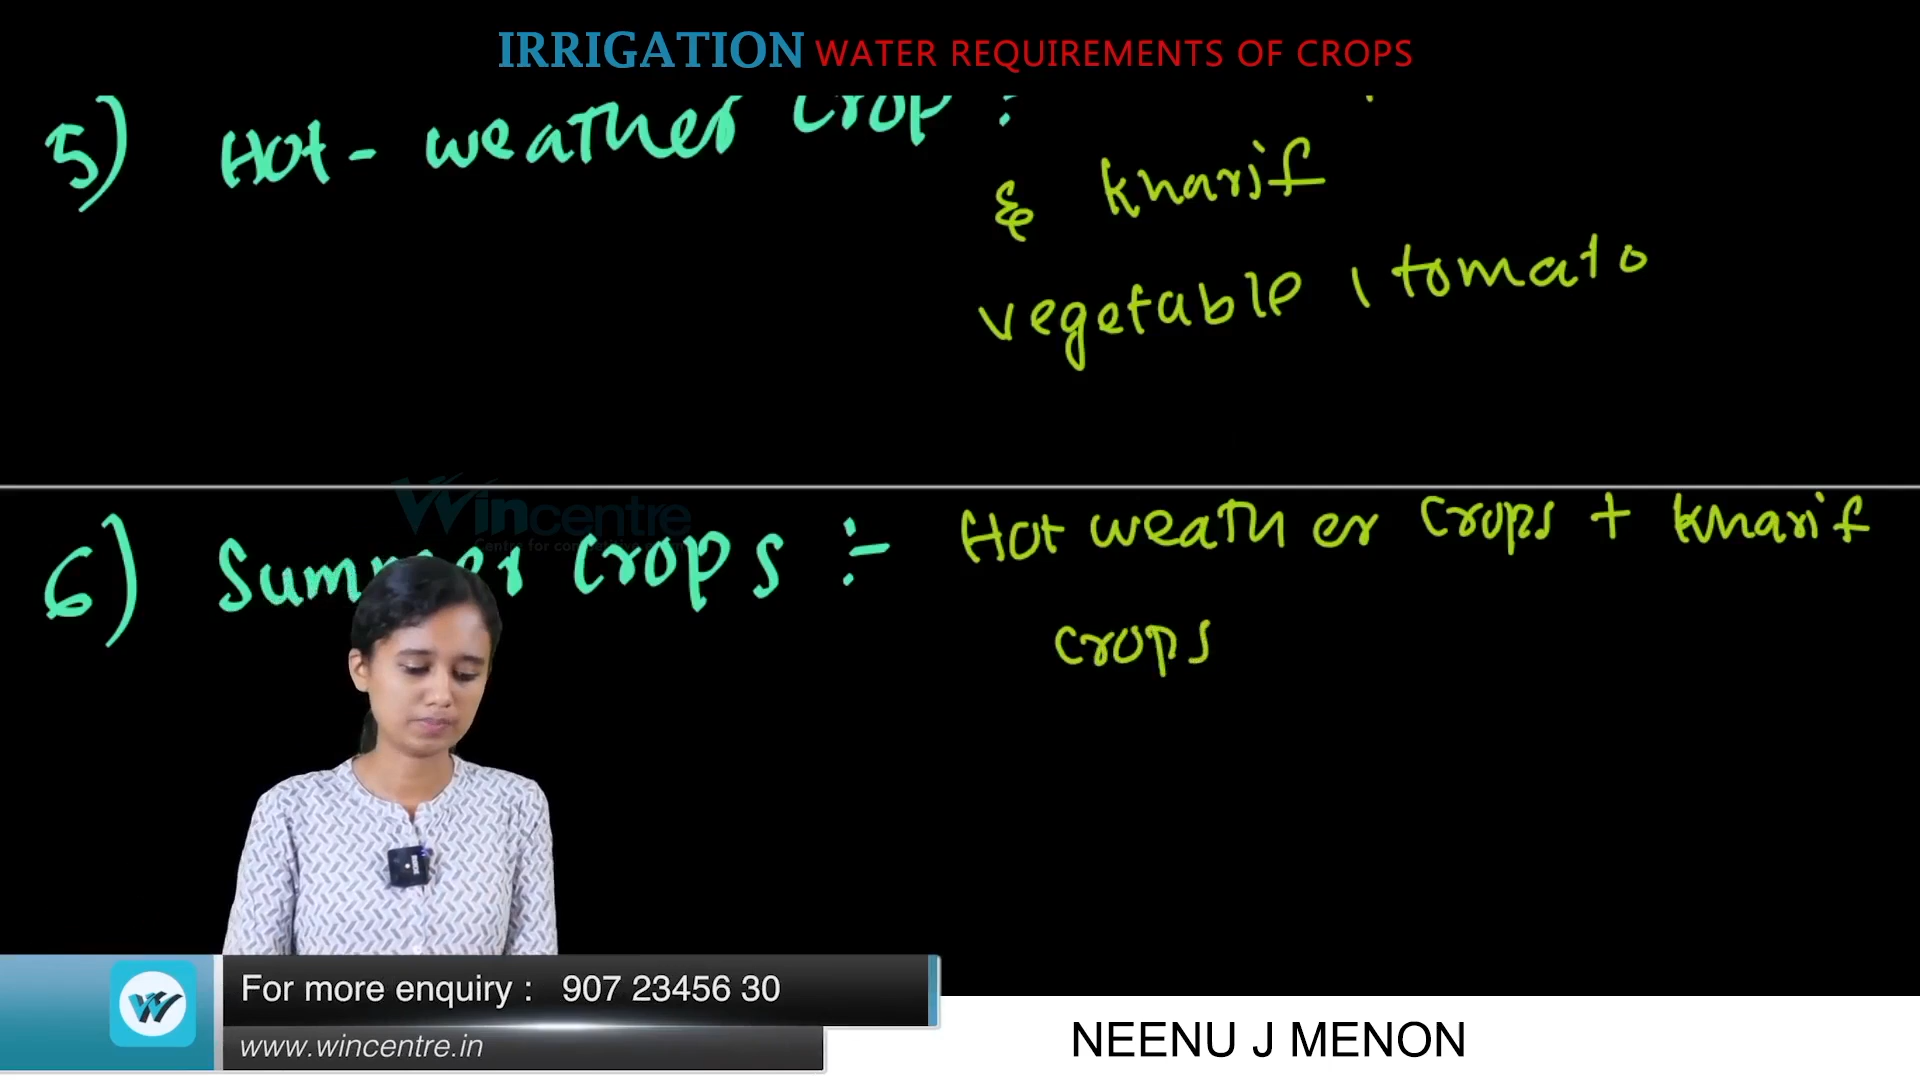 IRRIGATION WATER REQUIREMENTS OF CROPS
5) Hot-weather crop :
& kharif
vegetable, tomato
Wincentre
6) Summer crops :- Hot weather crops + kharif
crops
For more enquiry : 907 23456 30
www.wincentre.in
NEENU J MENON